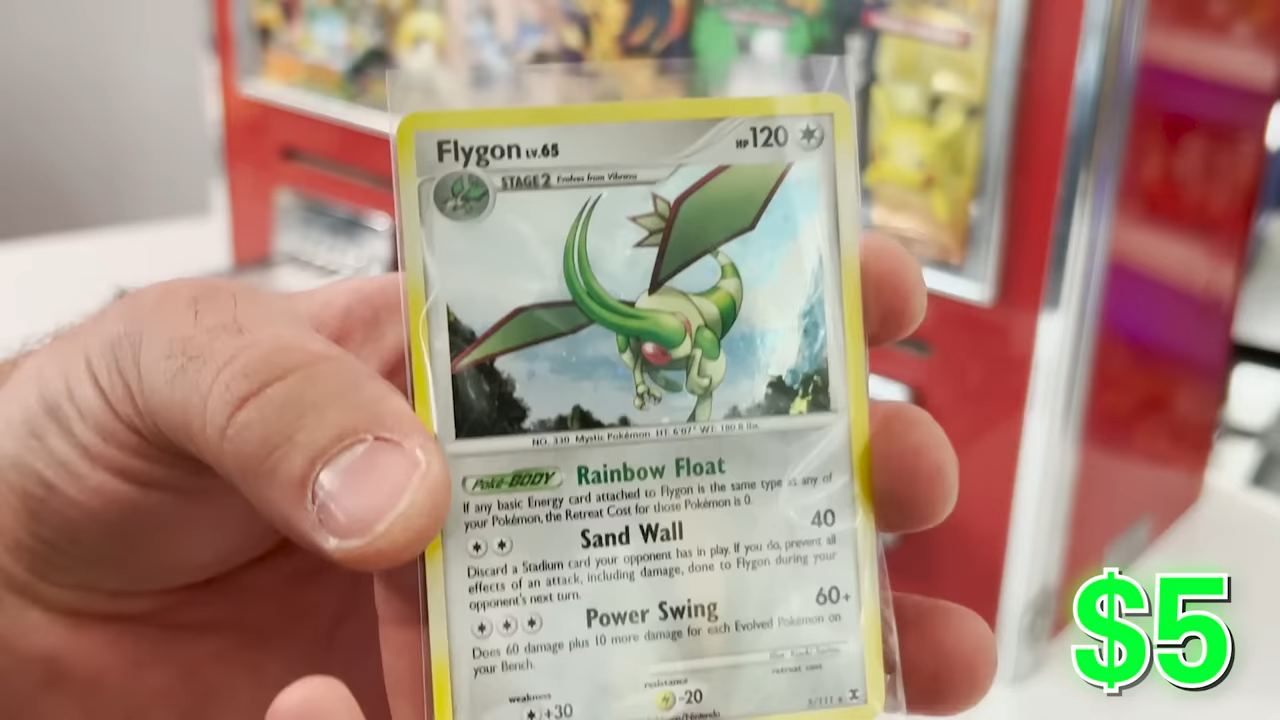 Flygon LV.65
HP 120
STAGE2 Evolves from Vibrava
NO. 330 Mystic Pokémon HT: 6'07" WT: 180.8 lbs.
Poké-BODY Rainbow Float
If any basic Energy card attached to Flygon is the same type as any of
your Pokémon, the Retreat Cost for those Pokémon is 0.
Sand Wall 40
Discard a Stadium card your opponent has in play. If you do, prevent all
effects of an attack, including damage, done to Flygon during your
opponent's next turn.
Power Swing 60+
Does 60 damage plus 10 more damage for each Evolved Pokémon on
your Bench.
weakness
+30
resistance
-20
retreat cost
5/111
$5